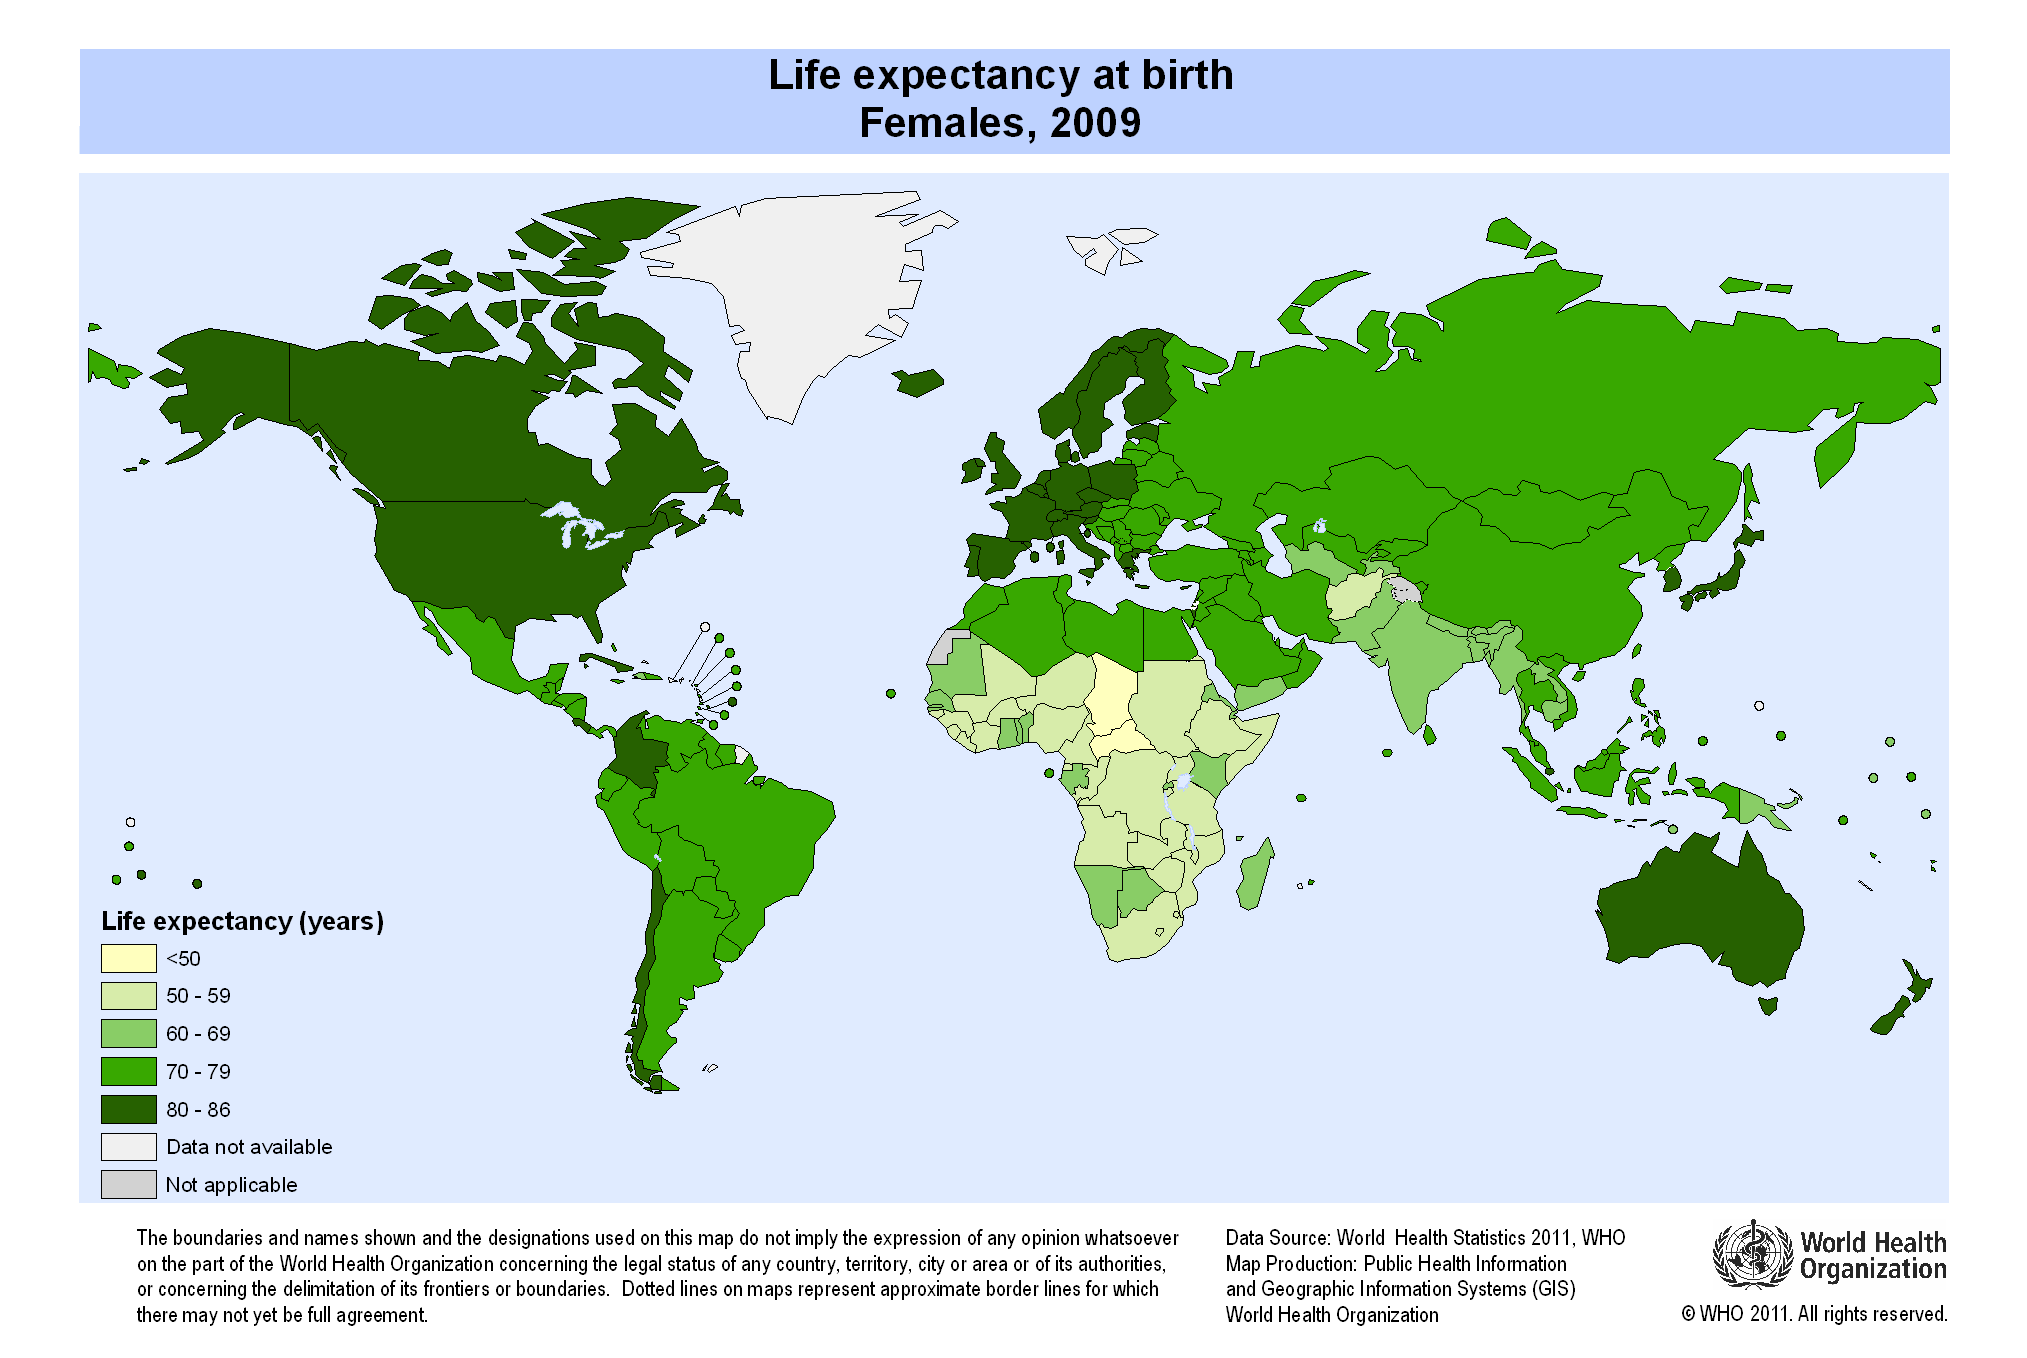 Life expectancy at birth
Females, 2009
Life expectancy (years)
<50
50 - 59
60 - 69
70 - 79
80 - 86
Data not available
Not applicable
The boundaries and names shown and the designations used on this map do not imply the expression of any opinion whatsoever
on the part of the World Health Organization concerning the legal status of any country, territory, city or area or of its authorities,
or concerning the delimitation of its frontiers or boundaries.  Dotted lines on maps represent approximate border lines for which
there may not yet be full agreement.
Data Source: World  Health Statistics 2011, WHO
Map Production: Public Health Information
and Geographic Information Systems (GIS)
World Health Organization
World Health
Organization
© WHO 2011. All rights reserved.